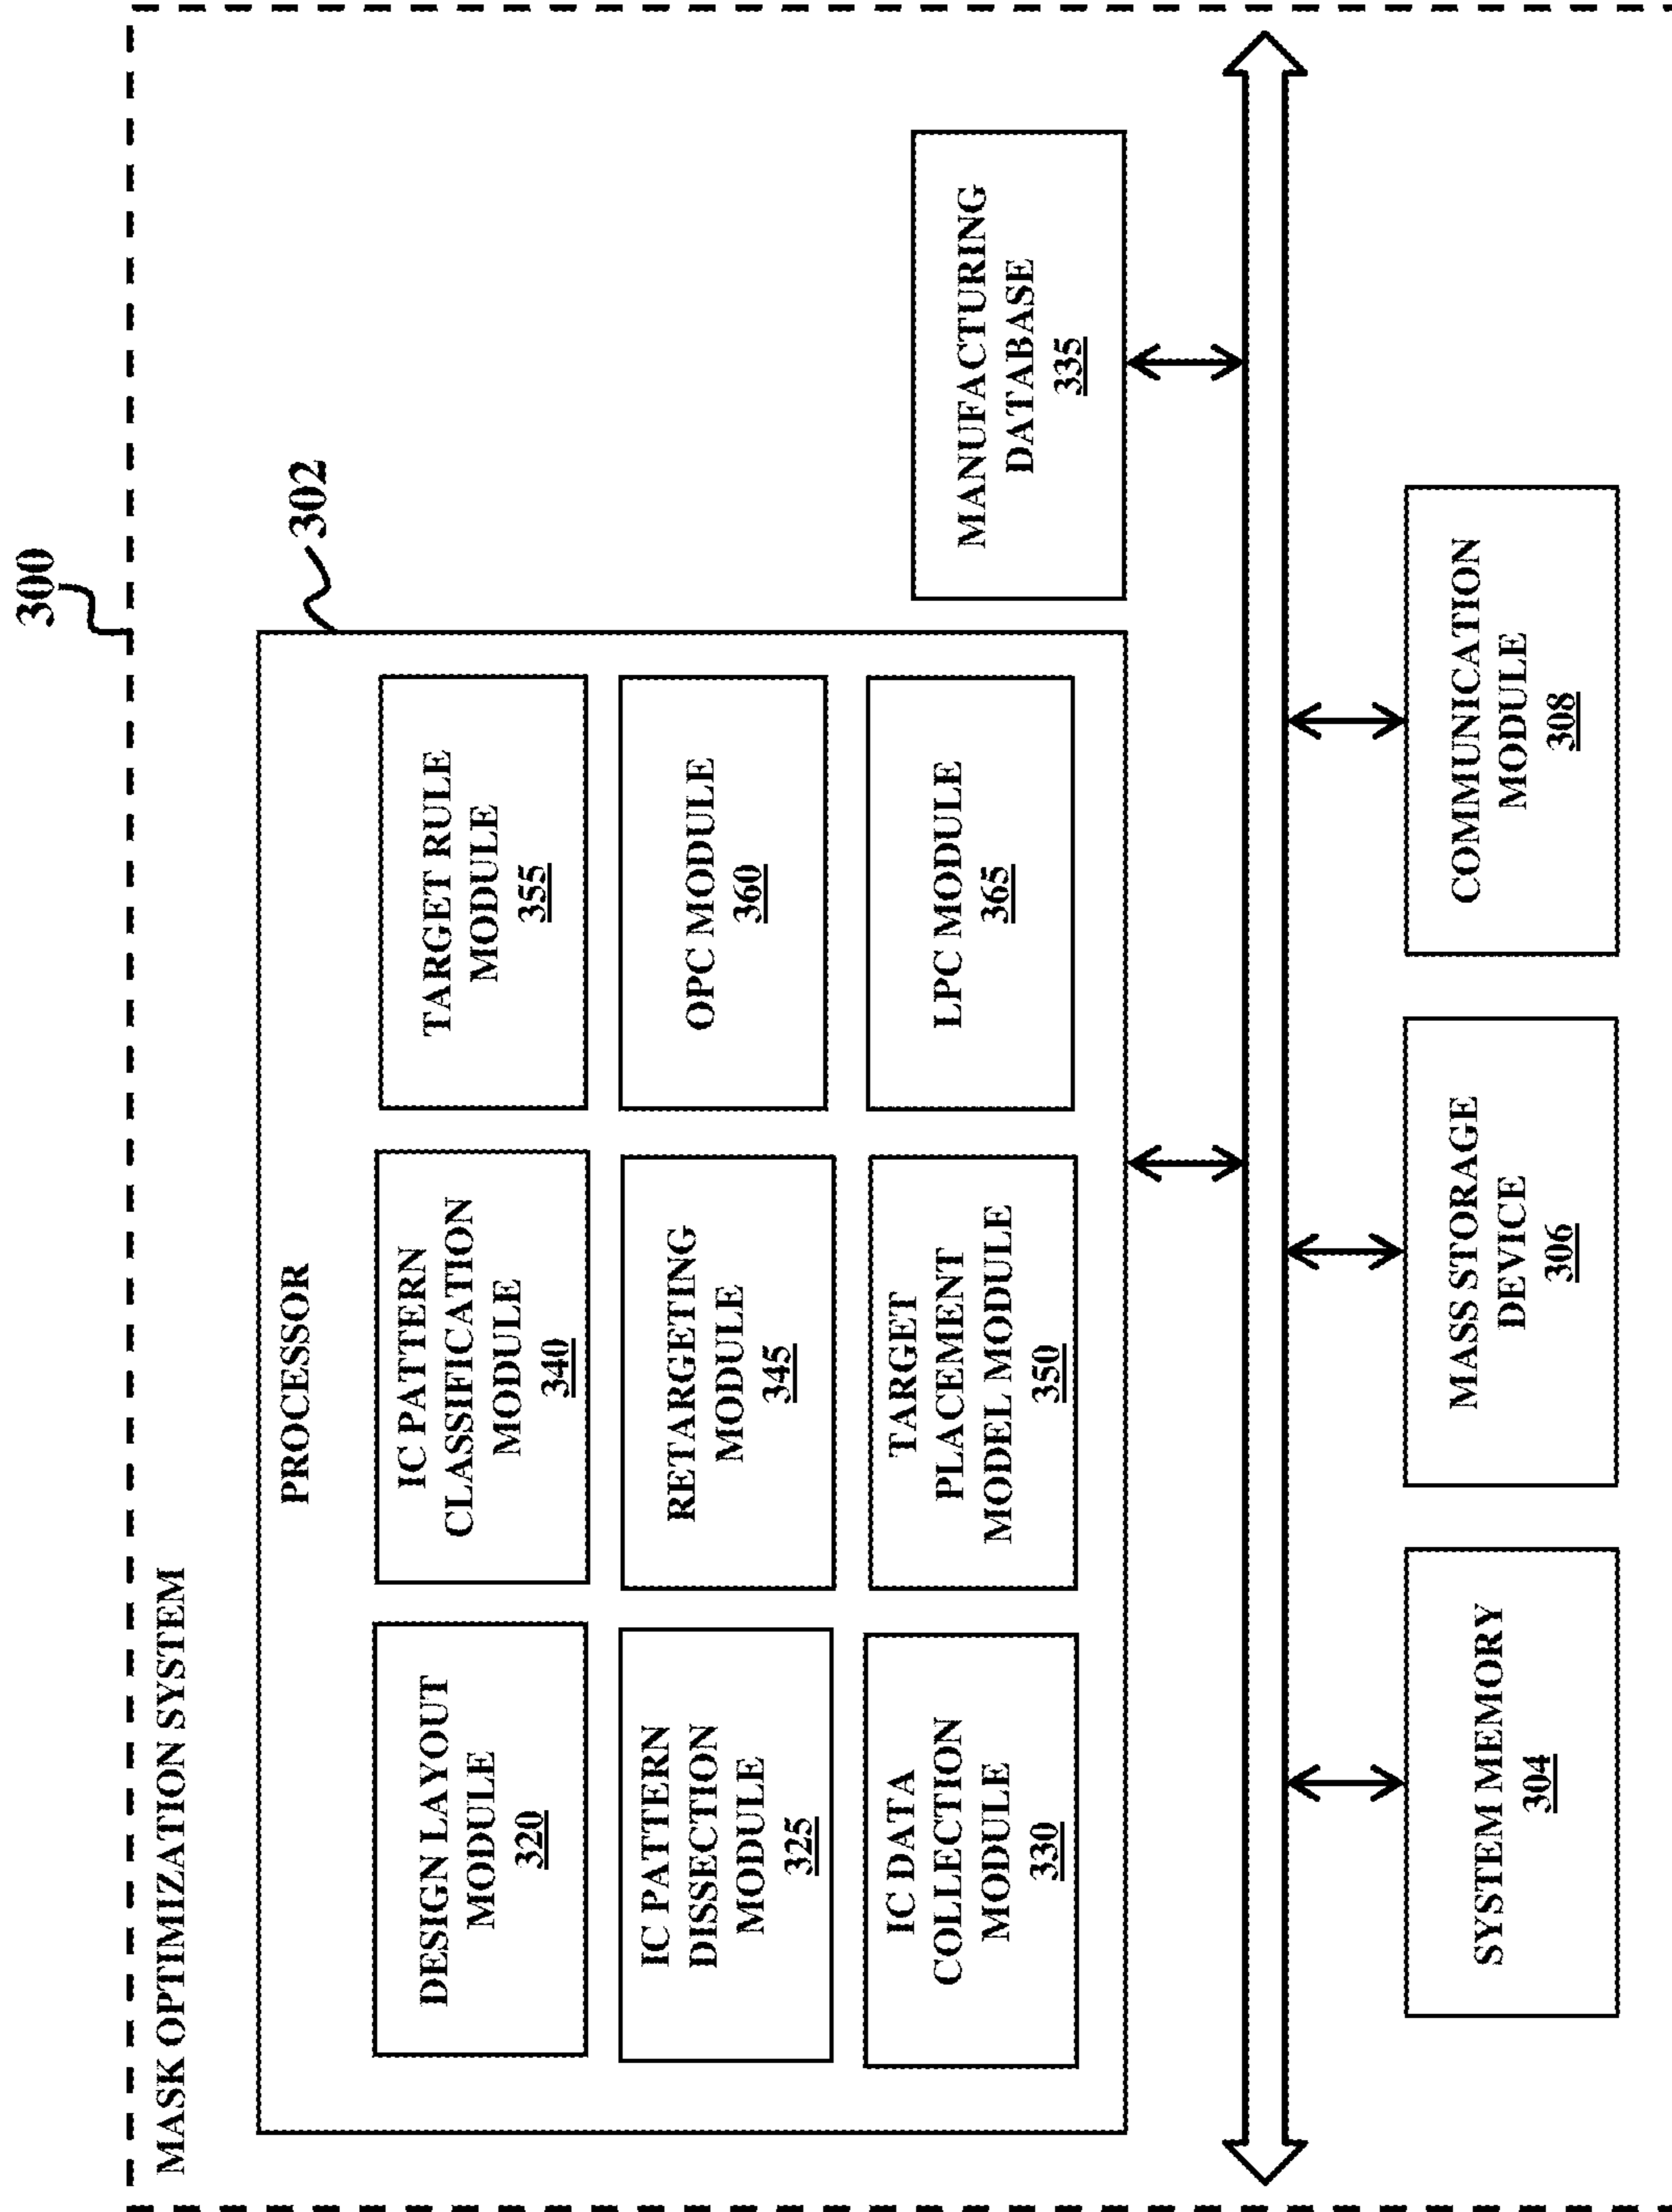 300
MASK OPTIMIZATION SYSTEM
302
PROCESSOR
DESIGN LAYOUT
MODULE
320
IC PATTERN
CLASSIFICATION
MODULE
340
TARGET RULE
MODULE
355
IC PATTERN
DISSECTION
MODULE
325
RETARGETING
MODULE
345
OPC MODULE
360
IC DATA
COLLECTION
MODULE
330
TARGET
PLACEMENT
MODEL MODULE
350
LPC MODULE
365
MANUFACTURING
DATABASE
335
SYSTEM MEMORY
304
MASS STORAGE
DEVICE
306
COMMUNICATION
MODULE
308